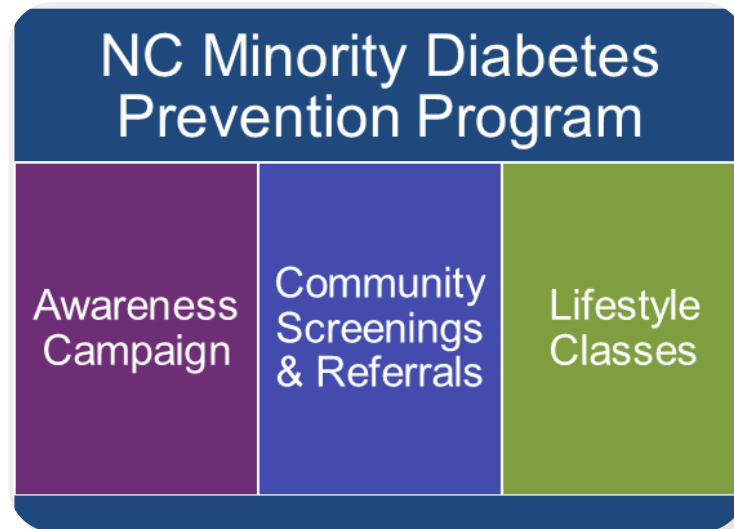 NC Minority Diabetes
Prevention Program
Awareness
Campaign
Community
Screenings
& Referrals
Lifestyle
Classes